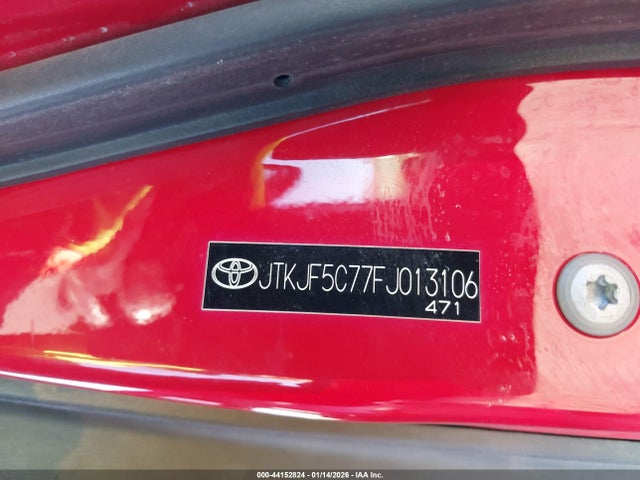 JTKJF5C77FJ013106
471
000-44152824 | 01/14/2026 | IAA Inc.